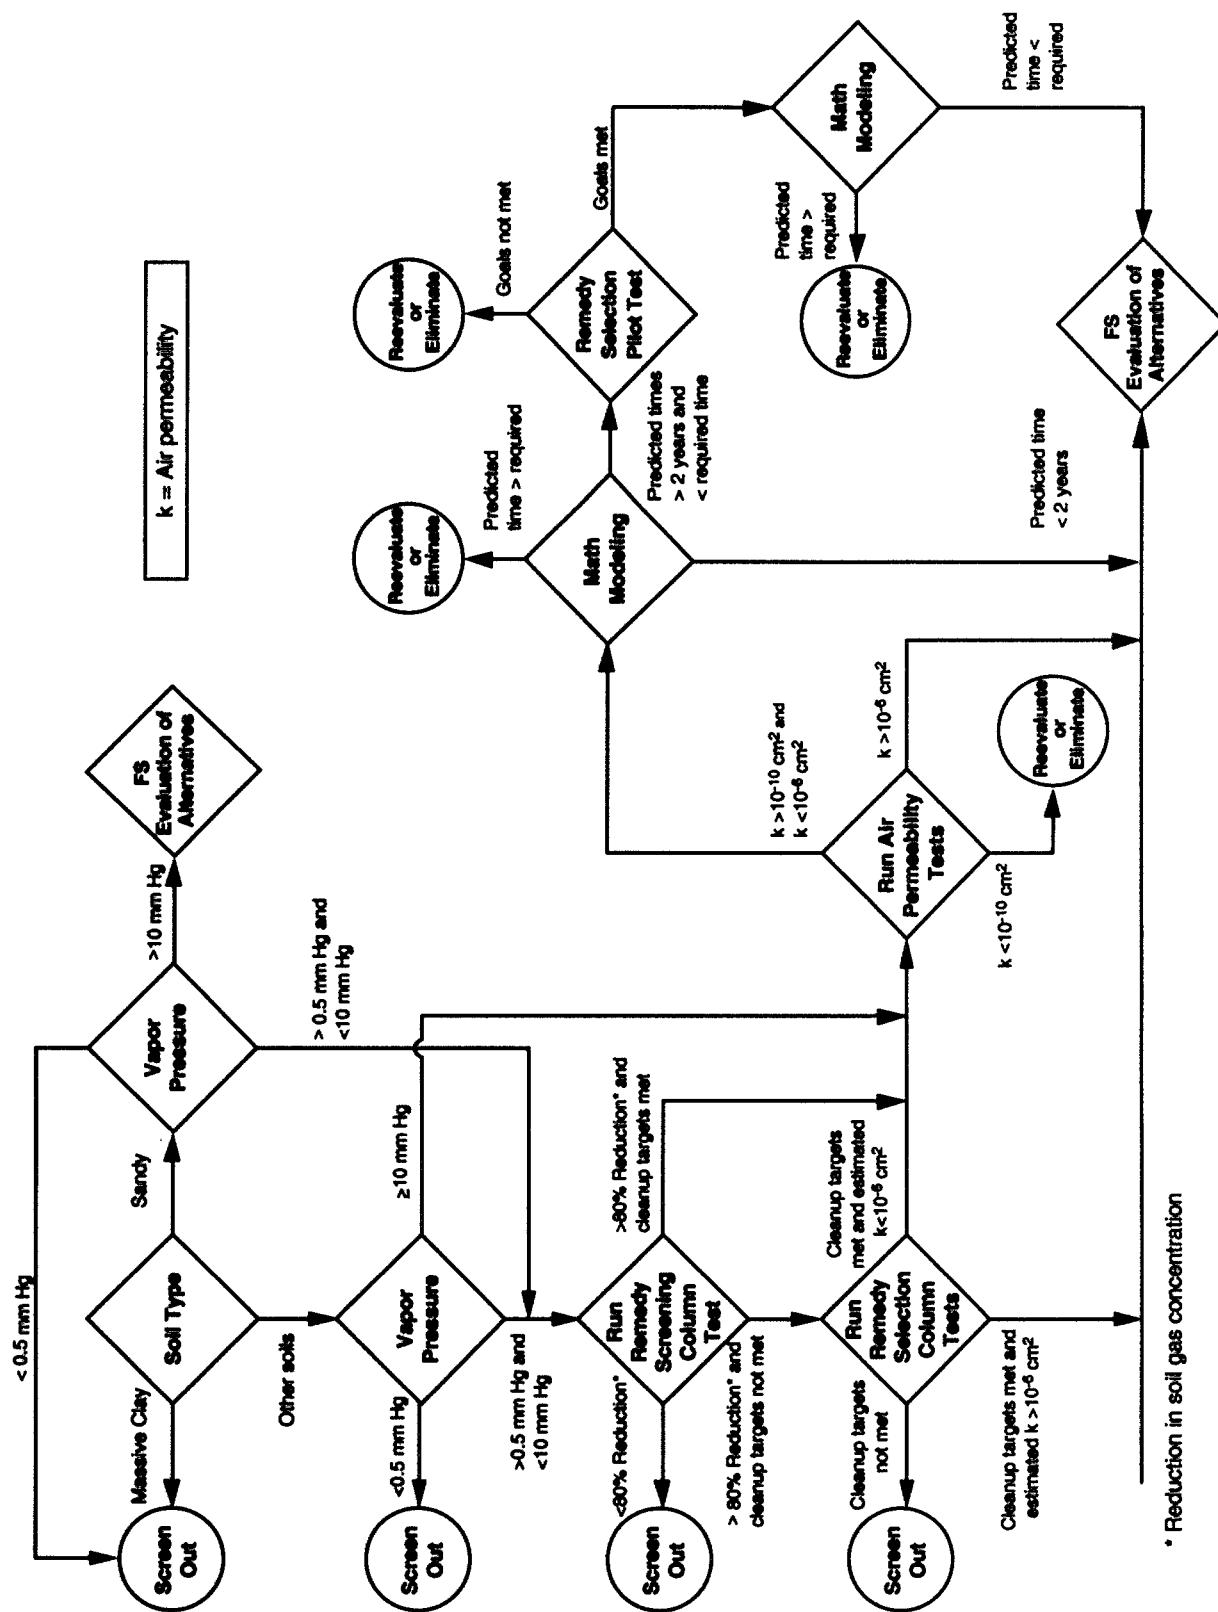 < 0.5 mm Hg
Massive Clay
Screen
Out
Soil Type
Sandy
Vapor
Pressure
>10 mm Hg
FS
Evaluation of
Alternatives
k = Air permeability
Other soils
> 0.5 mm Hg and
<10 mm Hg
<0.5 mm Hg
Screen
Out
Vapor
Pressure
≥10 mm Hg
>0.5 mm Hg and
<10 mm Hg
<80% Reduction*
Screen
Out
Run
Remedy
Screening
Column
Test
>80% Reduction* and
cleanup targets met
> 80% Reduction* and
cleanup targets not met
Cleanup targets
not met
Screen
Out
Run
Remedy
Selection
Column
Tests
Cleanup targets
met and estimated
k<10⁻⁶ cm²
Cleanup targets met and
estimated k >10⁻⁶ cm²
Run Air
Permeability
Tests
k >10⁻¹⁰ cm² and
k <10⁻⁶ cm²
k >10⁻⁶ cm²
k <10⁻¹⁰ cm²
Reevaluate
or
Eliminate
Math
Modeling
Predicted
time > required
Reevaluate
or
Eliminate
Predicted times
> 2 years and
< required time
Predicted time
< 2 years
Remedy
Selection
Pilot Test
Goals not met
Reevaluate
or
Eliminate
Goals met
Math
Modeling
Predicted
time >
required
Reevaluate
or
Eliminate
Predicted
time <
required
FS
Evaluation of
Alternatives
* Reduction in soil gas concentration